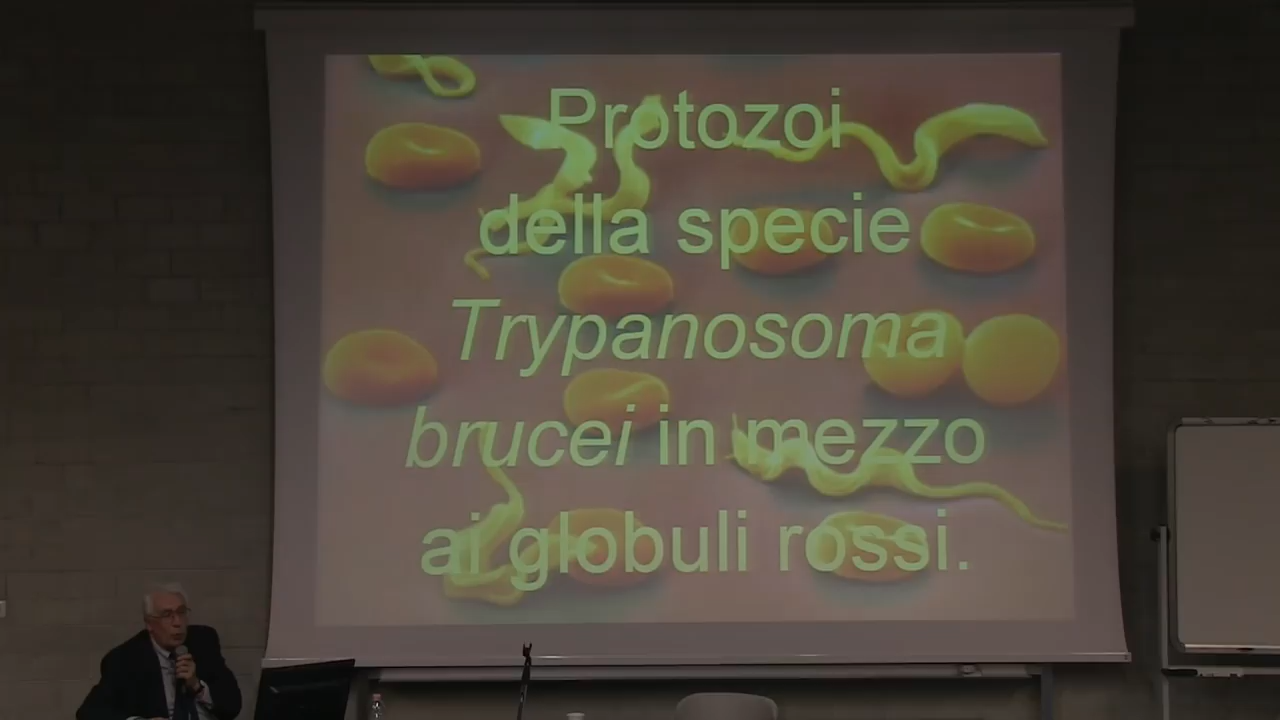 Protozoi
della specie
Trypanosoma
brucei in mezzo
ai globuli rossi.